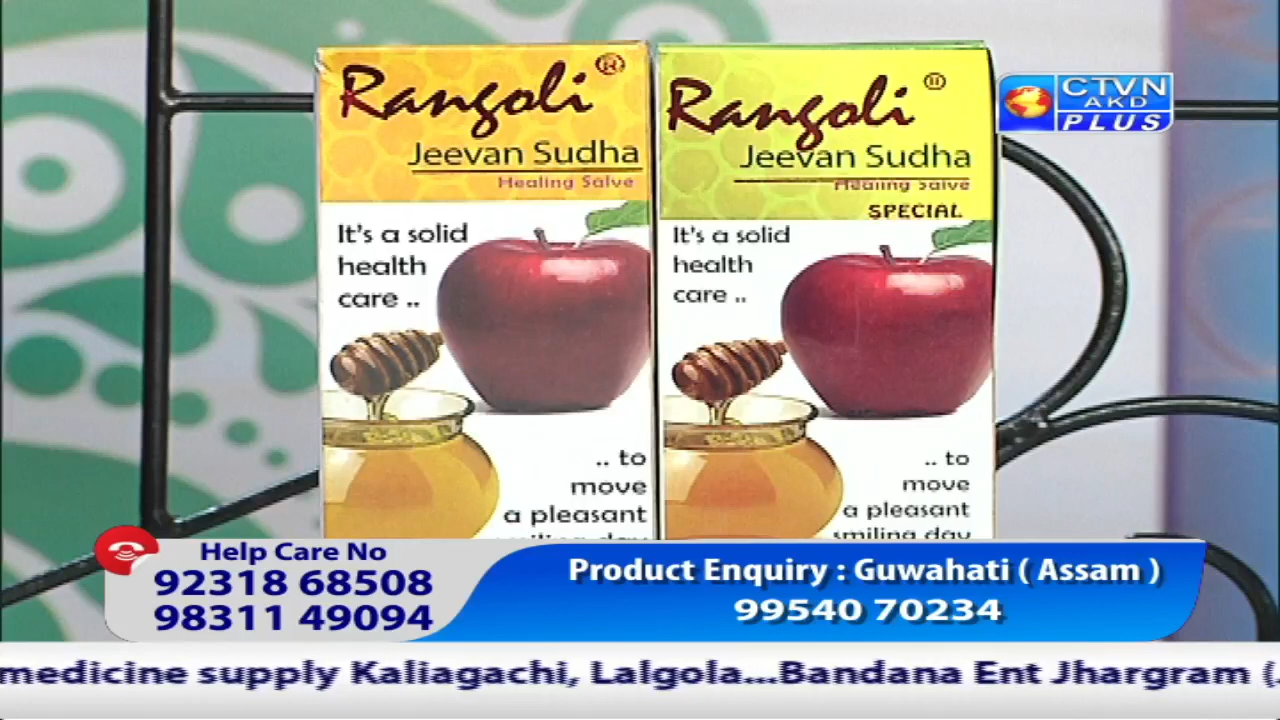 Rangoli®
Jeevan Sudha
Healing Salve
It's a solid
health
care ..
.. to
move
a pleasant
smiling day
Rangoli®
Jeevan Sudha
Healing Salve
SPECIAL
It's a solid
health
care ..
.. to
move
a pleasant
smiling day
CTVN
AKD
PLUS
Help Care No
92318 68508
98311 49094
Product Enquiry : Guwahati ( Assam )
99540 70234
medicine supply Kaliagachi, Lalgola...Bandana Ent Jhargram (